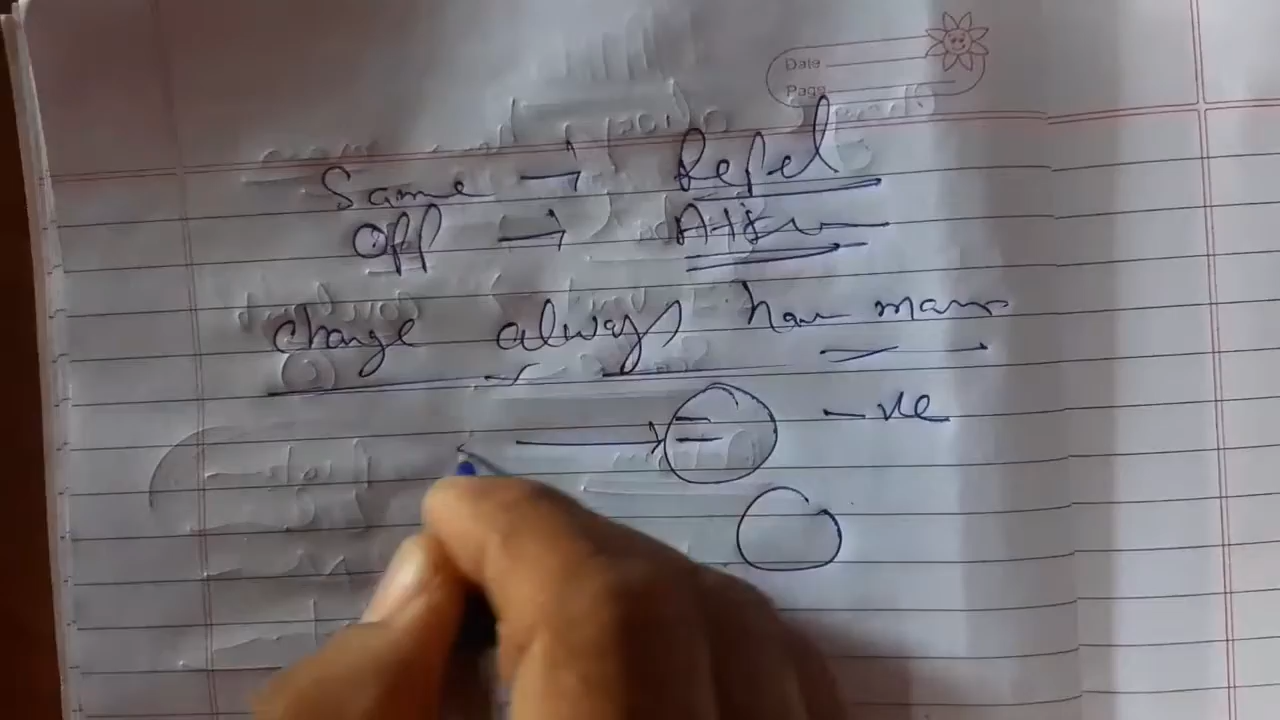 Date
Page
Same → Repel
Opp → Attr
Charge always have mass
-ve